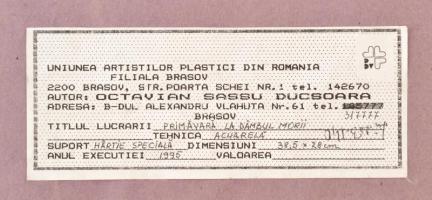 UNIUNEA ARTISTILOR PLASTICI DIN ROMANIA
FILIALA BRASOV
2200 BRASOV, STR.POARTA SCHEI NR.1 tel. 142670
AUTOR: OCTAVIAN SASSU DUCSOARA
ADRESA: B-DUL ALEXANDRU VLAHUTA Nr.61 tel.
BRASOV 317777
TITLUL LUCRARII PRIMĂVARĂ LA DÂMBUL MORII
TEHNICA ACUARELĂ
SUPORT HÂRTIE SPECIALĂ DIMENSIUNI 38,5 x 28 cm
ANUL EXECUTIEI 1995 VALOAREA